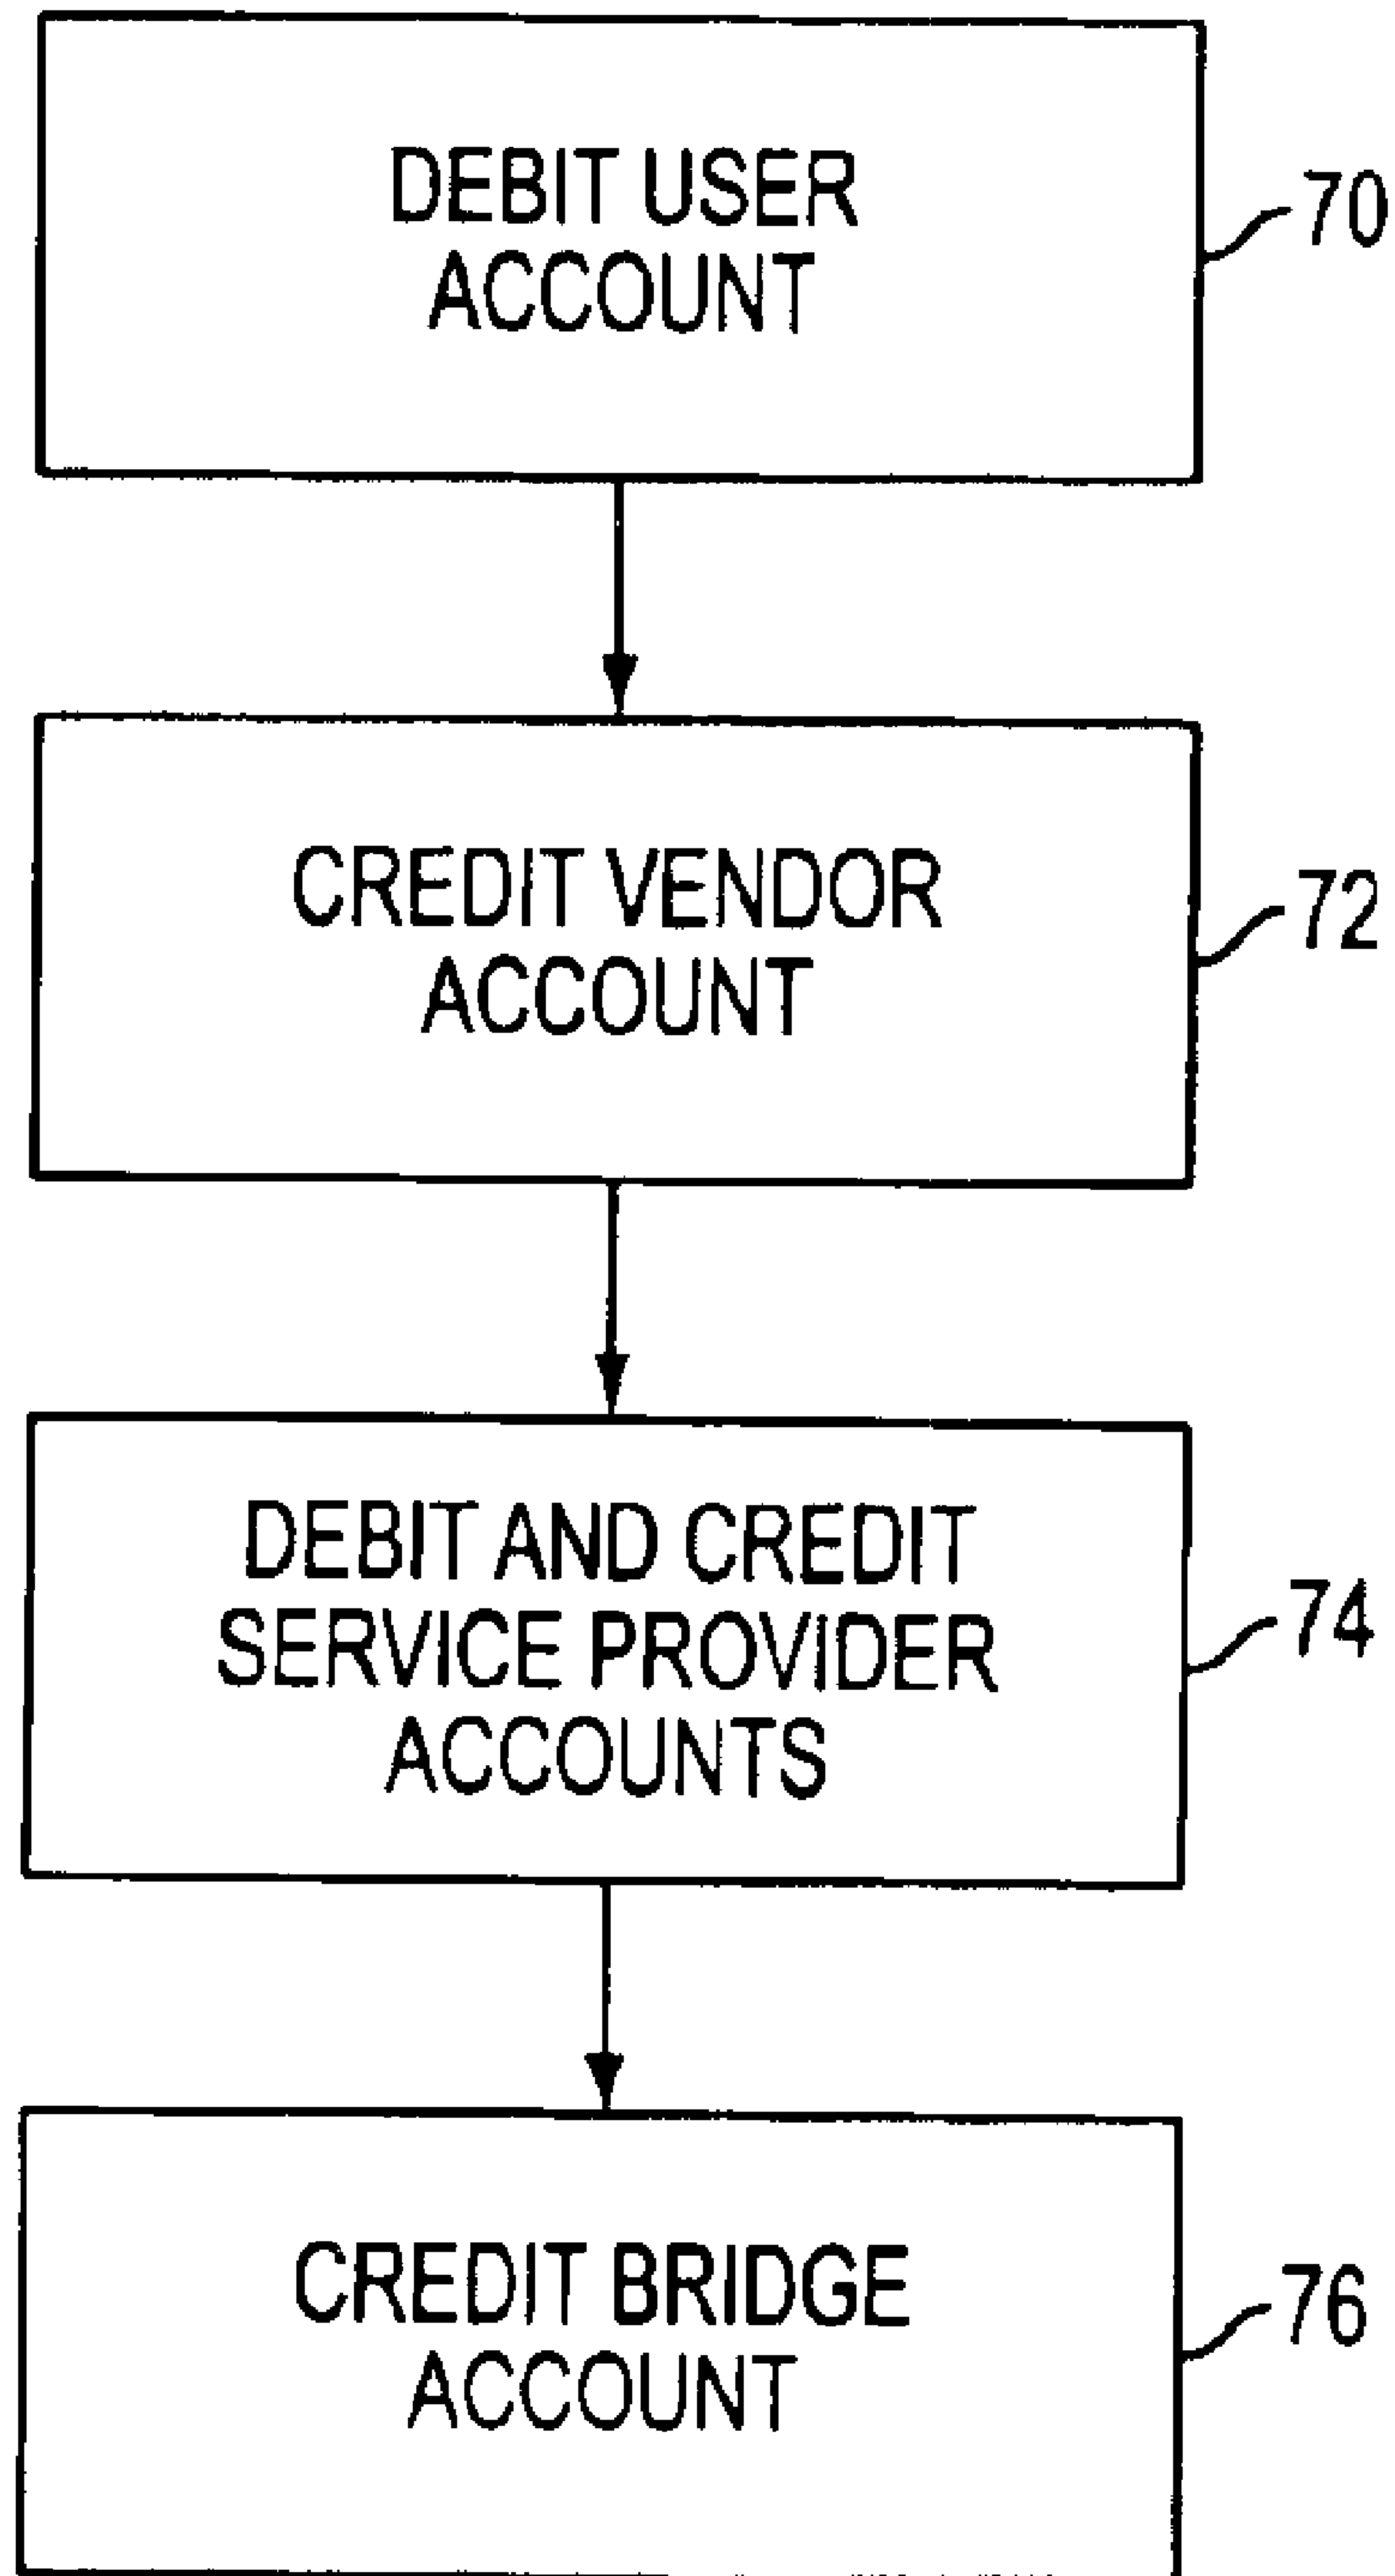 DEBIT USER
ACCOUNT
70
CREDIT VENDOR
ACCOUNT
72
DEBIT AND CREDIT
SERVICE PROVIDER
ACCOUNTS
74
CREDIT BRIDGE
ACCOUNT
76